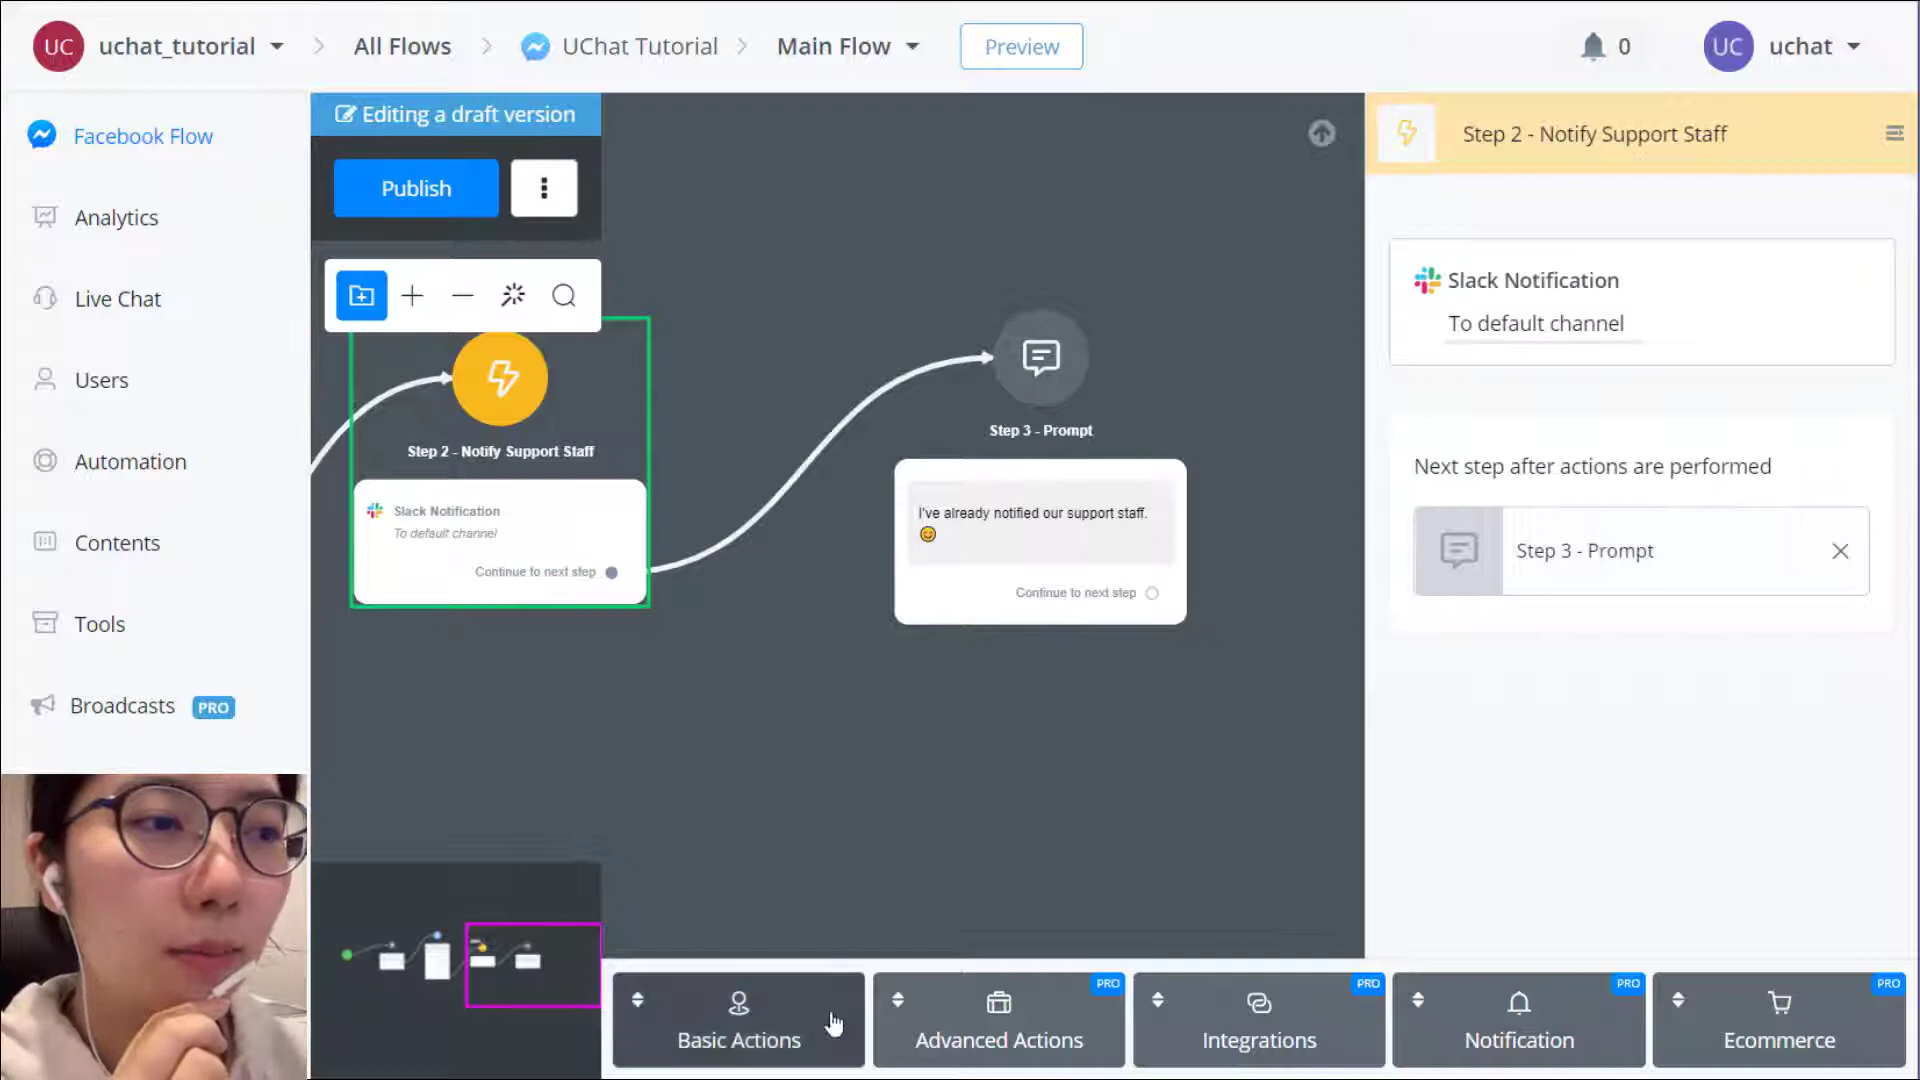 UC uchat_tutorial All Flows UChat Tutorial Main Flow Preview 0 UC uchat
Facebook Flow
Analytics
Live Chat
Users
Automation
Contents
Tools
Broadcasts PRO
Editing a draft version
Publish
Step 2 - Notify Support Staff
Slack Notification
To default channel
Continue to next step
Step 3 - Prompt
I've already notified our support staff.
Continue to next step
Step 2 - Notify Support Staff
Slack Notification
To default channel
Next step after actions are performed
Step 3 - Prompt
Basic Actions
PRO
Advanced Actions
PRO
Integrations
PRO
Notification
PRO
Ecommerce